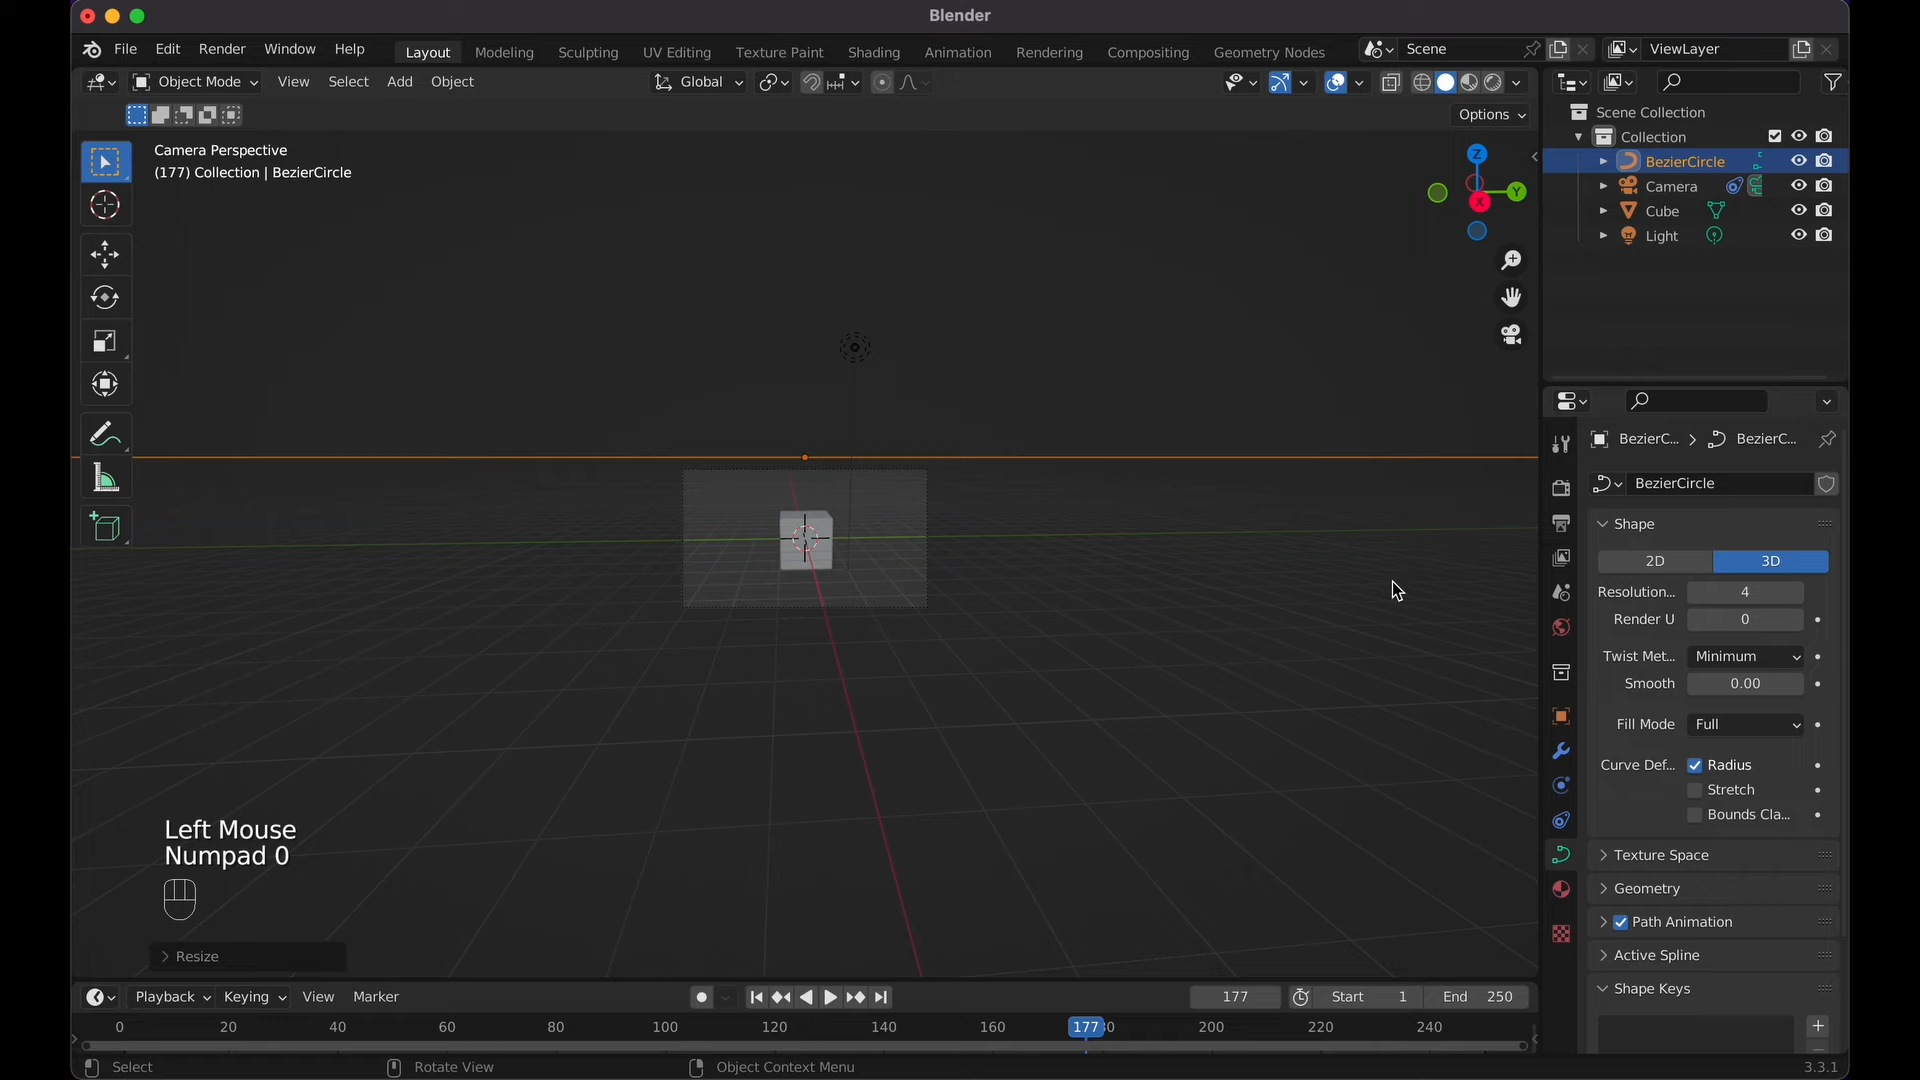 Blender
File Edit Render Window Help Layout Modeling Sculpting UV Editing Texture Paint Shading Animation Rendering Compositing Geometry Nodes Scene ViewLayer
Object Mode View Select Add Object Global
Options
Scene Collection
Collection
BezierCircle
Camera
Cube
Light
Camera Perspective
(177) Collection | BezierCircle
Z
Y
X
BezierC... BezierC...
BezierCircle
Shape
2D 3D
Resolution... 4
Render U 0
Twist Met... Minimum
Smooth 0.00
Fill Mode Full
Curve Def... Radius
Stretch
Bounds Cla...
Texture Space
Geometry
Path Animation
Active Spline
Shape Keys
Left Mouse
Numpad 0
Resize
Playback Keying View Marker 177 Start 1 End 250
0 20 40 60 80 100 120 140 160 177 200 220 240
Select Rotate View Object Context Menu 3.3.1